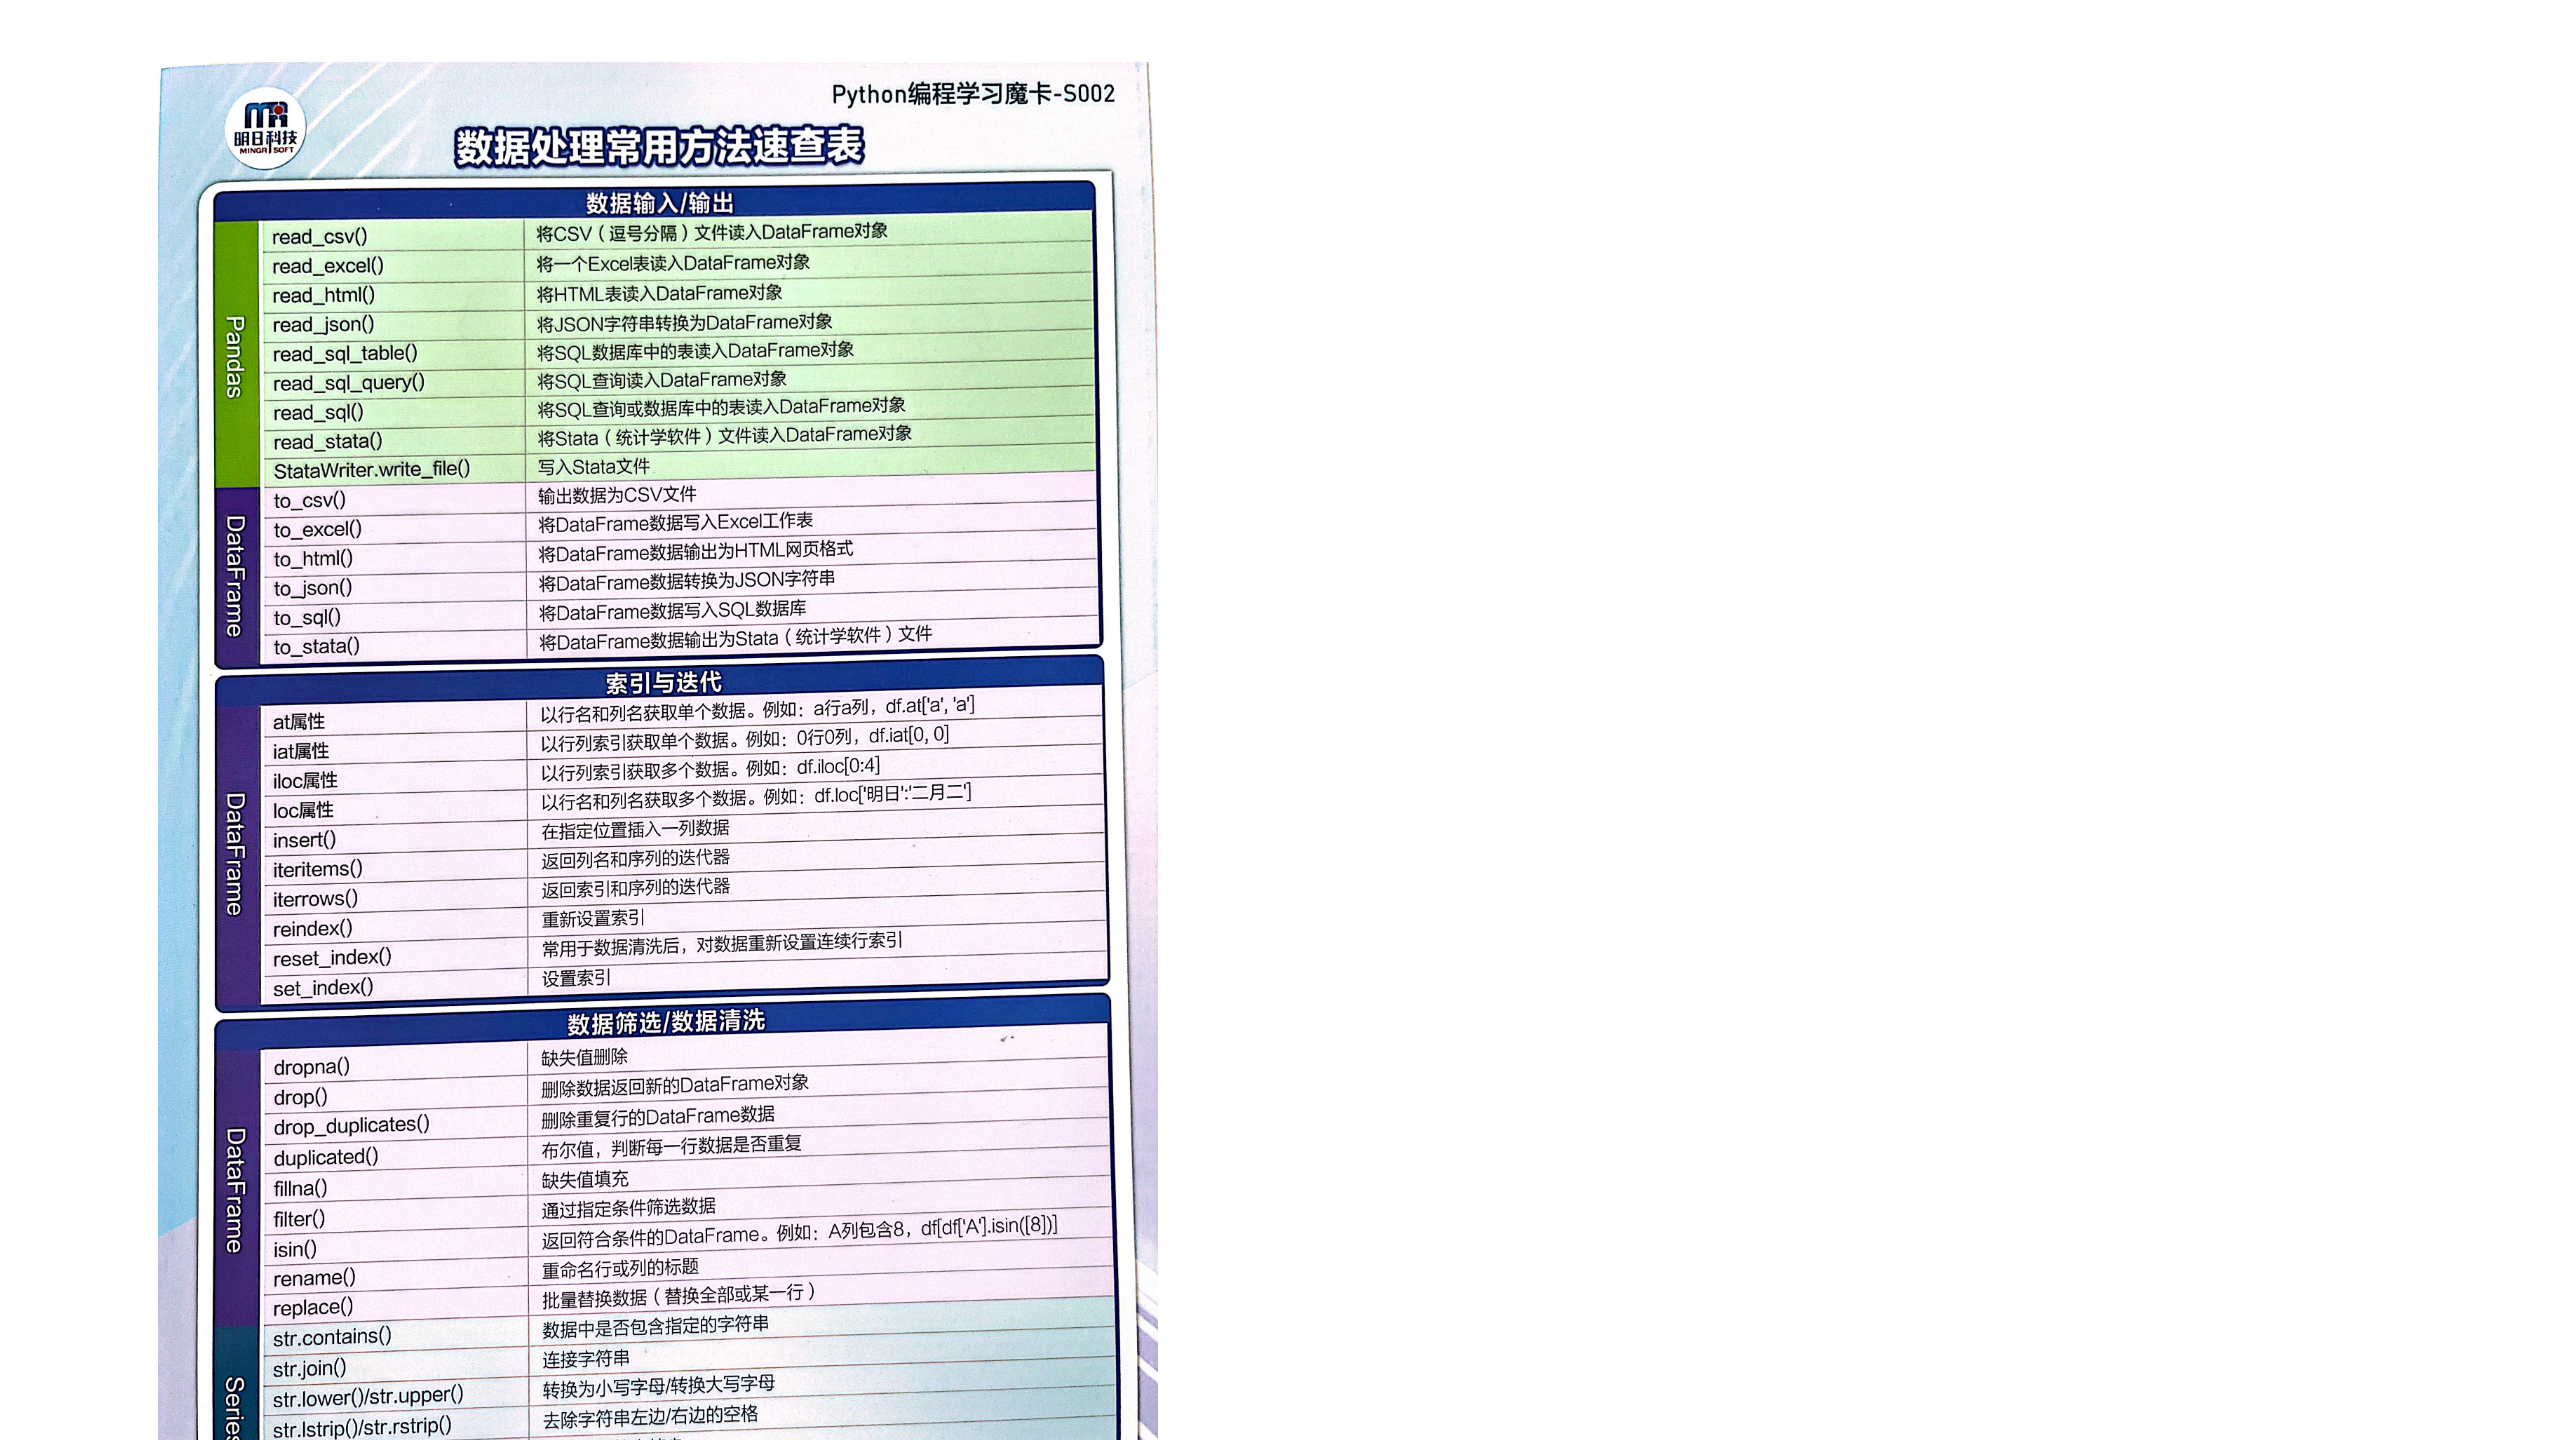 Python编程学习魔卡-S002
明日科技
MINGRI SOFT
数据处理常用方法速查表
数据输入/输出
Pandas
read_csv() 将CSV（逗号分隔）文件读入DataFrame对象
read_excel() 将一个Excel表读入DataFrame对象
read_html() 将HTML表读入DataFrame对象
read_json() 将JSON字符串转换为DataFrame对象
read_sql_table() 将SQL数据库中的表读入DataFrame对象
read_sql_query() 将SQL查询读入DataFrame对象
read_sql() 将SQL查询或数据库中的表读入DataFrame对象
read_stata() 将Stata（统计学软件）文件读入DataFrame对象
StataWriter.write_file() 写入Stata文件
DataFrame
to_csv() 输出数据为CSV文件
to_excel() 将DataFrame数据写入Excel工作表
to_html() 将DataFrame数据输出为HTML网页格式
to_json() 将DataFrame数据转换为JSON字符串
to_sql() 将DataFrame数据写入SQL数据库
to_stata() 将DataFrame数据输出为Stata（统计学软件）文件
索引与迭代
DataFrame
at属性 以行名和列名获取单个数据。例如：a行a列，df.at['a', 'a']
iat属性 以行列索引获取单个数据。例如：0行0列，df.iat[0, 0]
iloc属性 以行列索引获取多个数据。例如：df.iloc[0:4]
loc属性 以行名和列名获取多个数据。例如：df.loc['明日':'二月二']
insert() 在指定位置插入一列数据
iteritems() 返回列名和序列的迭代器
iterrows() 返回索引和序列的迭代器
reindex() 重新设置索引
reset_index() 常用于数据清洗后，对数据重新设置连续行索引
set_index() 设置索引
数据筛选/数据清洗
DataFrame
dropna() 缺失值删除
drop() 删除数据返回新的DataFrame对象
drop_duplicates() 删除重复行的DataFrame数据
duplicated() 布尔值，判断每一行数据是否重复
fillna() 缺失值填充
filter() 通过指定条件筛选数据
isin() 返回符合条件的DataFrame。例如：A列包含8，df[df['A'].isin([8])]
rename() 重命名行或列的标题
replace() 批量替换数据（替换全部或某一行）
Series
str.contains() 数据中是否包含指定的字符串
str.join() 连接字符串
str.lower()/str.upper() 转换为小写字母/转换大写字母
str.lstrip()/str.rstrip() 去除字符串左边/右边的空格